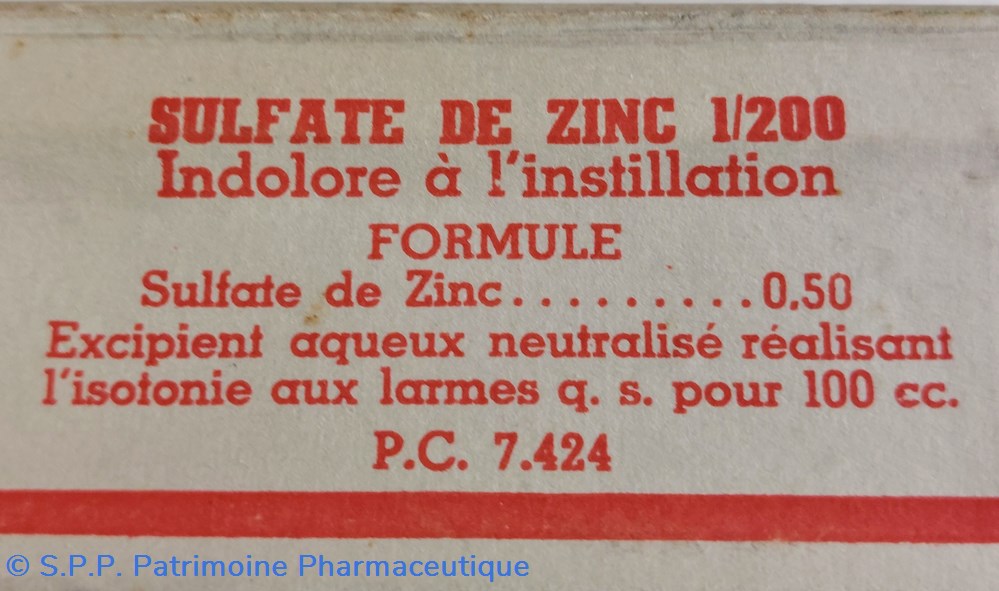 SULFATE DE ZINC 1/200
Indolore à l'instillation
FORMULE
Sulfate de Zinc.........0,50
Excipient aqueux neutralisé réalisant
l'isotonie aux larmes q. s. pour 100 cc.
P.C. 7.424
© S.P.P. Patrimoine Pharmaceutique